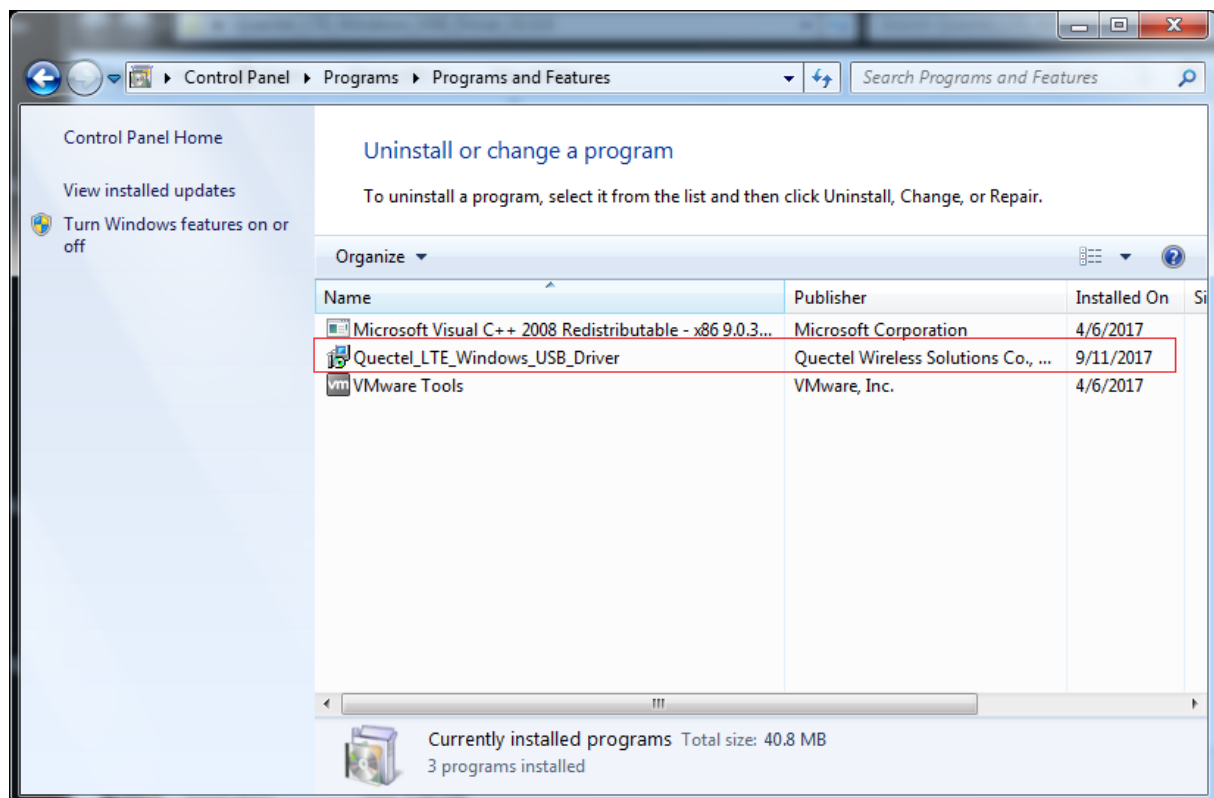 Control Panel Programs Programs and Features
Search Programs and Features
Control Panel Home
View installed updates
Turn Windows features on or
off
Uninstall or change a program
To uninstall a program, select it from the list and then click Uninstall, Change, or Repair.
Organize
Name Publisher Installed On Si
Microsoft Visual C++ 2008 Redistributable - x86 9.0.3... Microsoft Corporation 4/6/2017
Quectel_LTE_Windows_USB_Driver Quectel Wireless Solutions Co., ... 9/11/2017
vm VMware Tools VMware, Inc. 4/6/2017
Currently installed programs Total size: 40.8 MB
3 programs installed